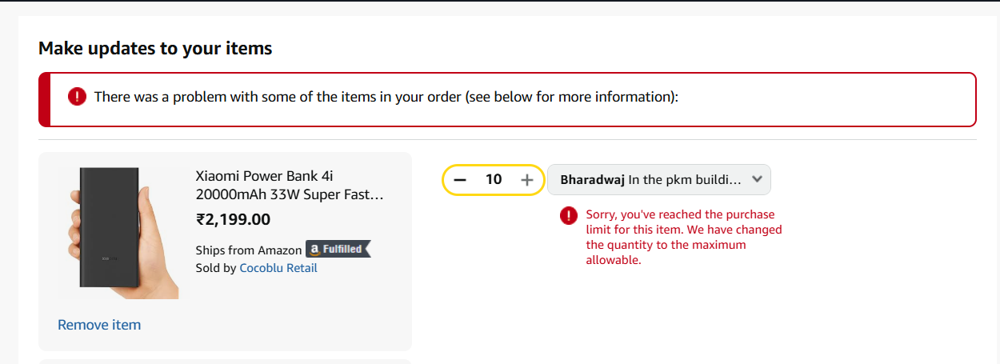 Make updates to your items
There was a problem with some of the items in your order (see below for more information):
Xiaomi Power Bank 4i
20000mAh 33W Super Fast…
₹2,199.00
Ships from Amazon a Fulfilled
Sold by Cocoblu Retail
Remove item
− 10 +
Bharadwaj In the pkm buildi…
Sorry, you've reached the purchase
limit for this item. We have changed
the quantity to the maximum
allowable.